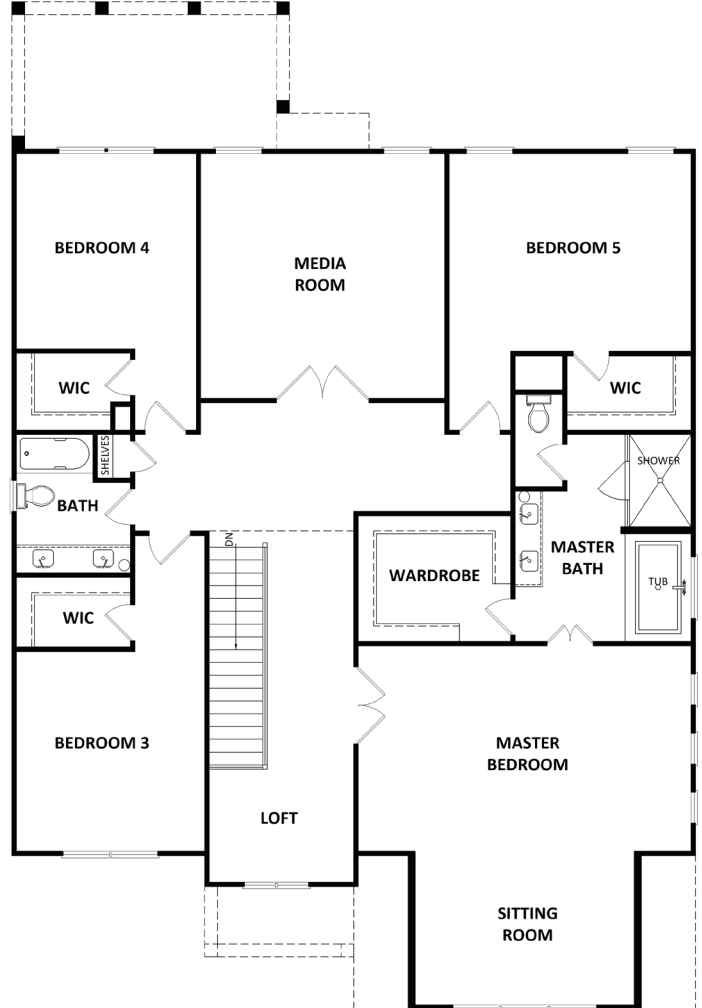 BEDROOM 4
MEDIA
ROOM
BEDROOM 5
WIC
WIC
SHELVES
SHOWER
BATH
DN
MASTER
BATH
WARDROBE
TUB
WIC
BEDROOM 3
MASTER
BEDROOM
LOFT
SITTING
ROOM